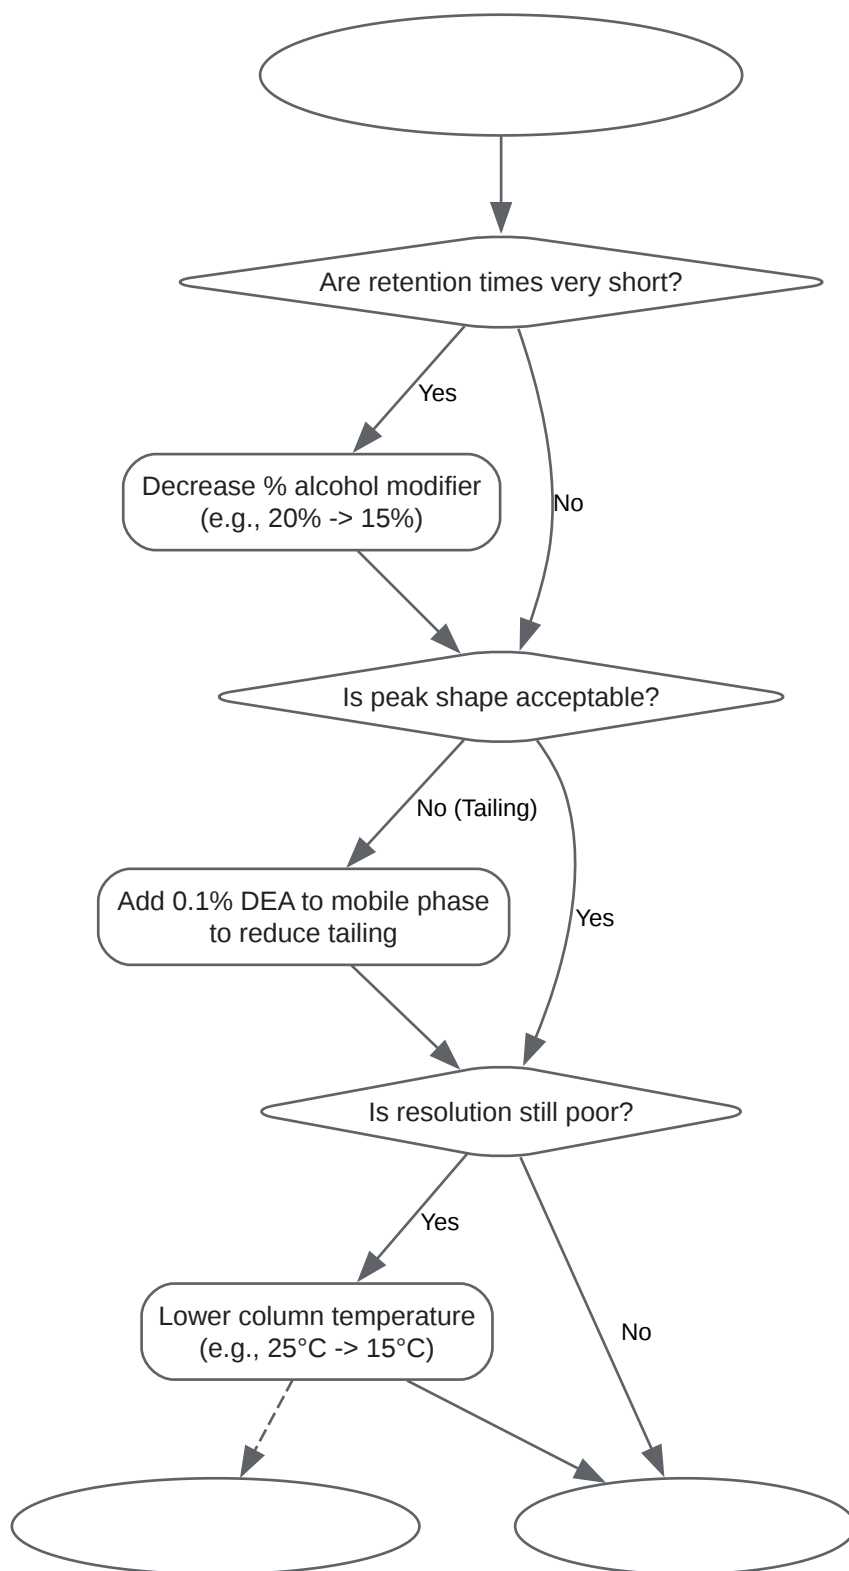 Are retention times very short?
Yes
Decrease % alcohol modifier
(e.g., 20% -> 15%)
No
Is peak shape acceptable?
No (Tailing)
Add 0.1% DEA to mobile phase
to reduce tailing
Yes
Is resolution still poor?
Yes
Lower column temperature
(e.g., 25°C -> 15°C)
No